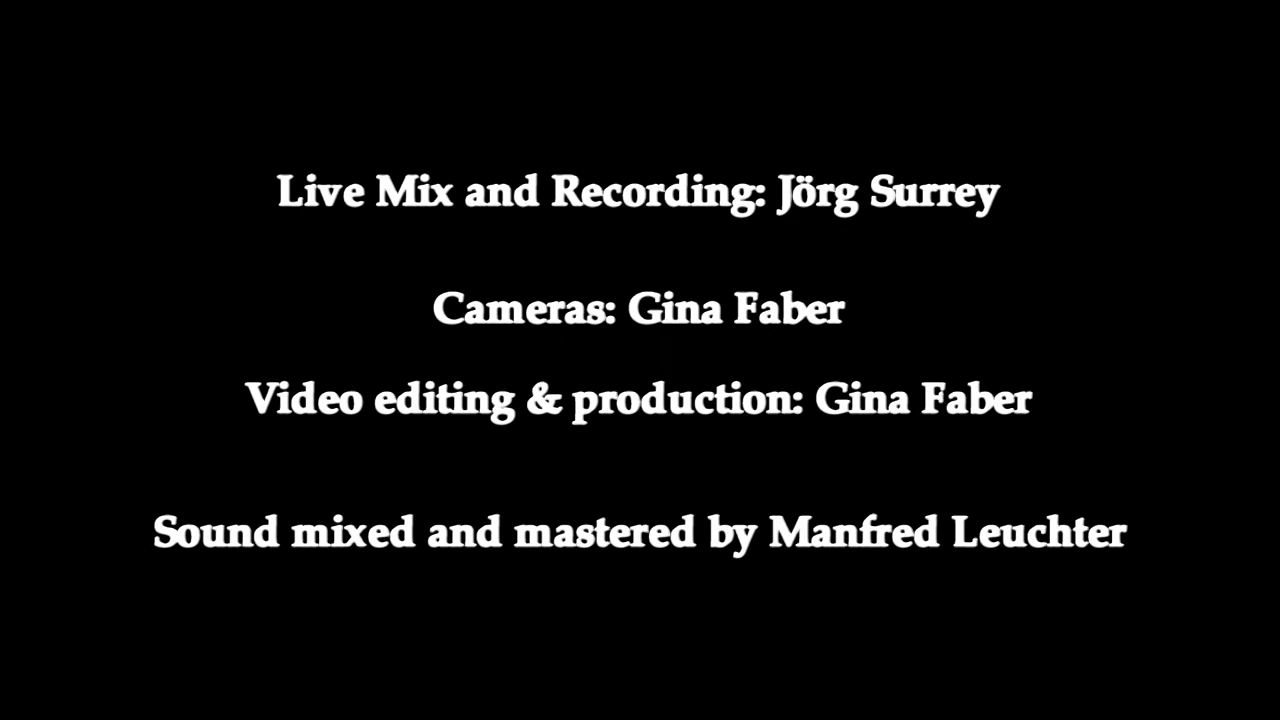 Live Mix and Recording: Jörg Surrey
Cameras: Gina Faber
Video editing & production: Gina Faber
Sound mixed and mastered by Manfred Leuchter